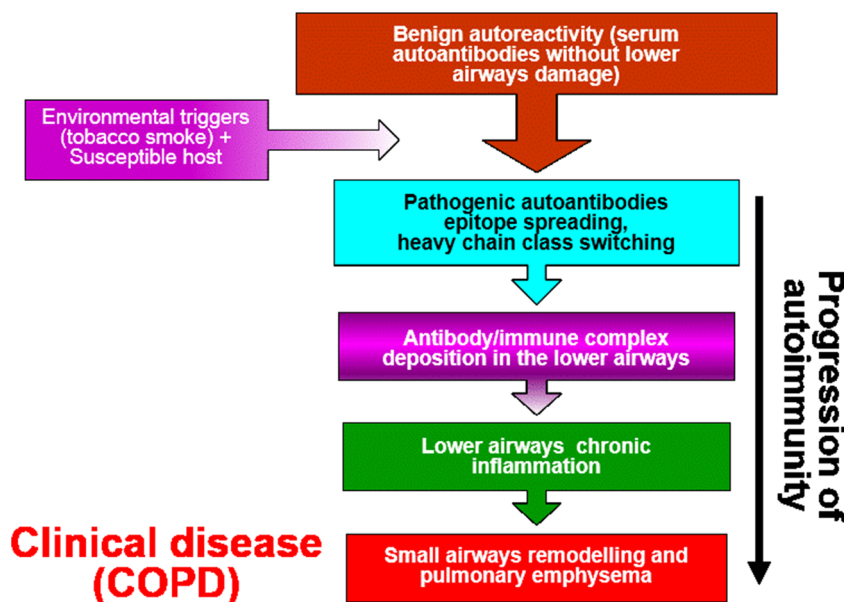 Benign autoreactivity (serum
autoantibodies without lower
airways damage)
Environmental triggers
(tobacco smoke) +
Susceptible host
Pathogenic autoantibodies
epitope spreading,
heavy chain class switching
Antibody/immune complex
deposition in the lower airways
Lower airways chronic
inflammation
Small airways remodelling and
pulmonary emphysema
Clinical disease
(COPD)
Progression of
autoimmunity